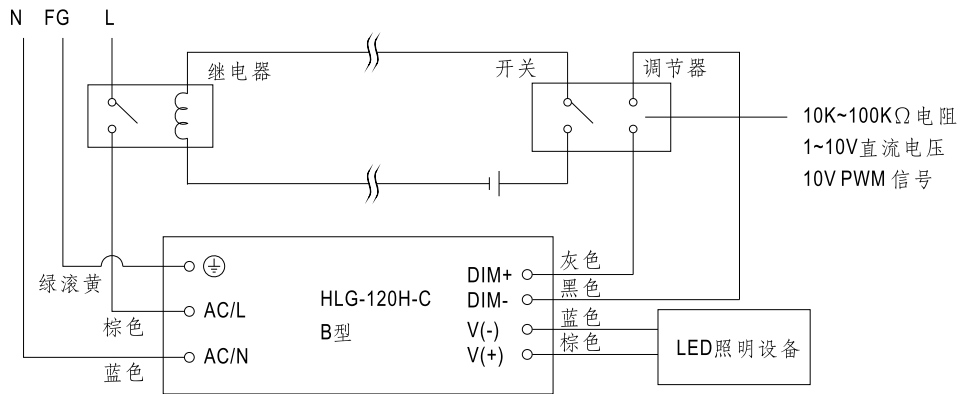 N FG L
继电器
开关
调节器
10K~100KΩ电阻
1~10V直流电压
10V PWM 信号
绿滚黄
棕色
蓝色
AC/L
AC/N
HLG-120H-C
B型
DIM+
DIM-
V(-)
V(+)
灰色
黑色
蓝色
棕色
LED照明设备